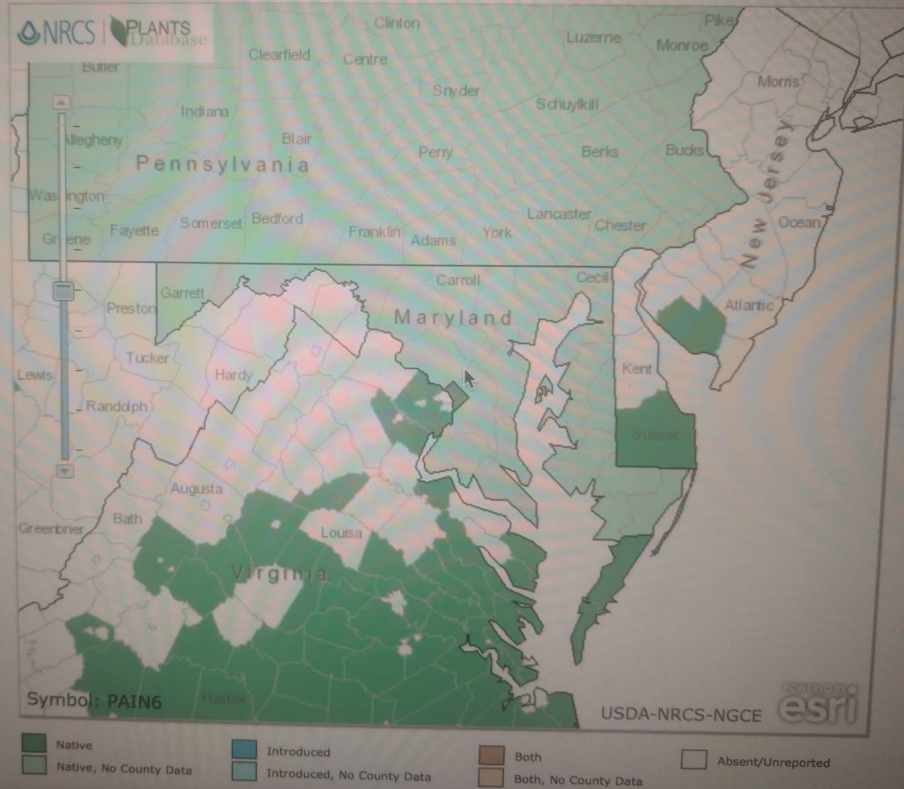 NRCS | PLANTS
Database
Clinton
Pike
Luzerne
Monroe
Clearfield
Centre
Butler
Morris
Snyder
Schuylkill
Indiana
Allegheny
Blair
Perry
Berks
Bucks
Pennsylvania
New Jersey
Washington
Lancaster
Chester
Ocean
Somerset
Bedford
Fayette
Franklin
Adams
York
Greene
Carroll
Cecil
Garrett
Preston
Maryland
Atlantic
Tucker
Kent
Lewis
Hardy
Randolph
Sussex
Augusta
Bath
Greenbrier
Louisa
Virginia
Halifax
Symbol: PAIN6
USDA-NRCS-NGCE
POWERED BY
esri
Native
Introduced
Both
Absent/Unreported
Native, No County Data
Introduced, No County Data
Both, No County Data